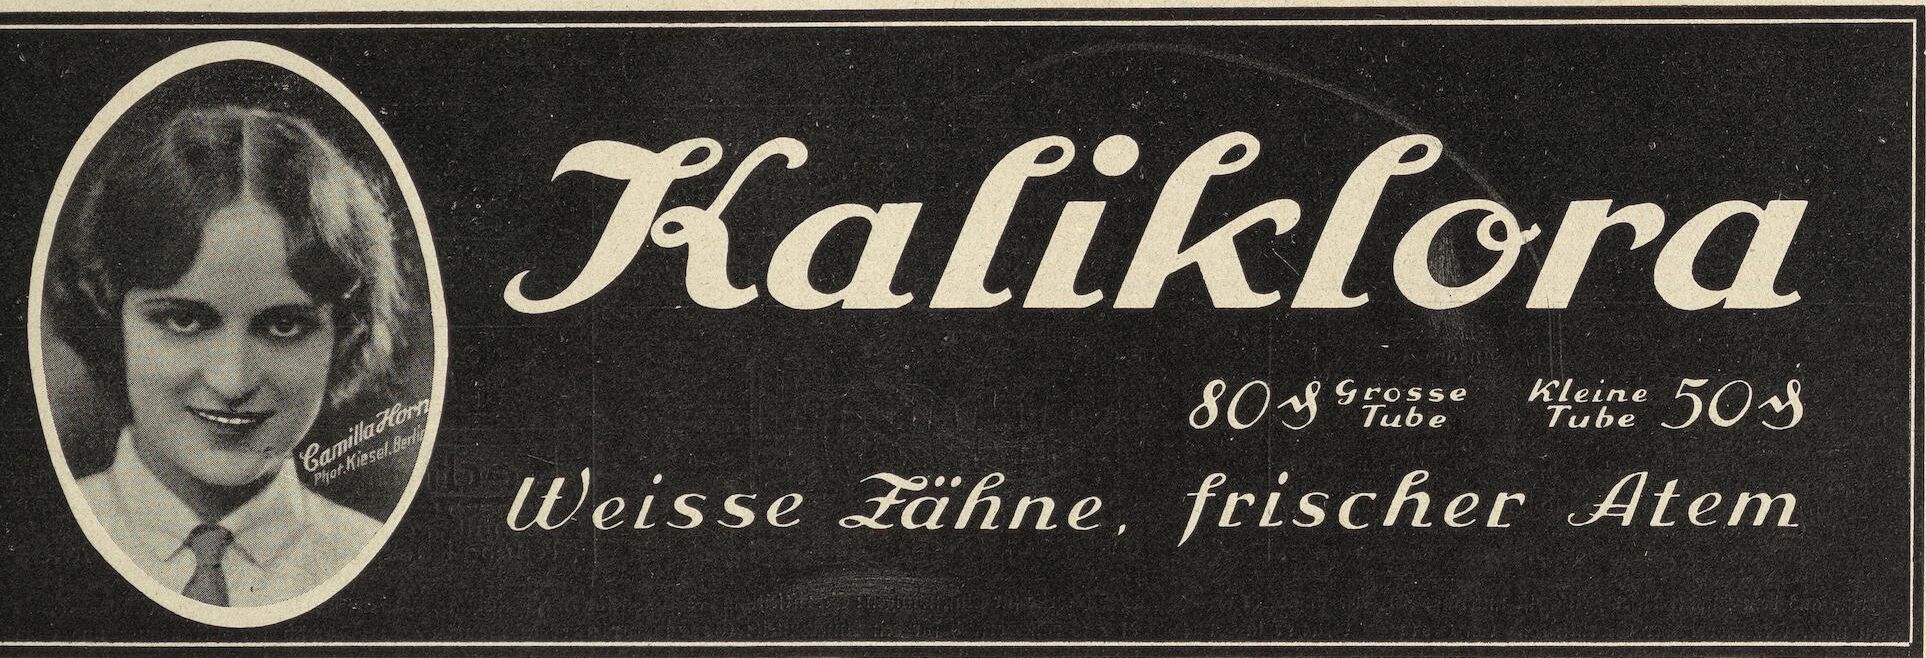 Kaliklora
80 ₰ Grosse Tube Kleine Tube 50 ₰
Weisse Zähne, frischer Atem
Camilla Horn
Phot. Kiesel. Berlin